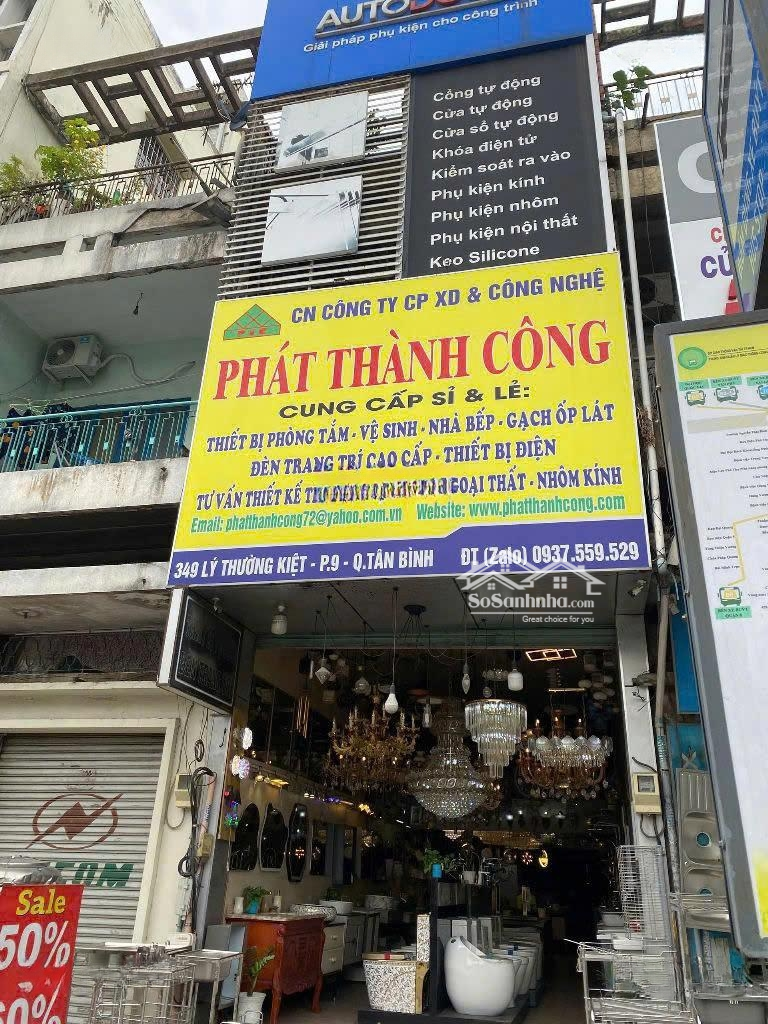 AUTO
Giải pháp phụ kiện cho công trình
Cổng tự động
Cửa tự động
Cửa sổ tự động
Khóa điện tử
Kiểm soát ra vào
Phụ kiện kính
Phụ kiện nhôm
Phụ kiện nội thất
Keo Silicone
CN CÔNG TY CP XD & CÔNG NGHỆ
PHÁT THÀNH CÔNG
CUNG CẤP SỈ & LẺ:
THIẾT BỊ PHÒNG TẮM - VỆ SINH - NHÀ BẾP - GẠCH ỐP LÁT
ĐÈN TRANG TRÍ CAO CẤP - THIẾT BỊ ĐIỆN
TƯ VẤN THIẾT KẾ NGOẠI THẤT - NHÔM KÍNH
Email: phatthanhcong72@yahoo.com.vn Website: www.phatthanhcong.com
349 LÝ THƯỜNG KIỆT - P.9 - Q.TÂN BÌNH ĐT (Zalo) 0937.559.529
SoSanhnha.com
Great choice for you
Sale
50%
60%